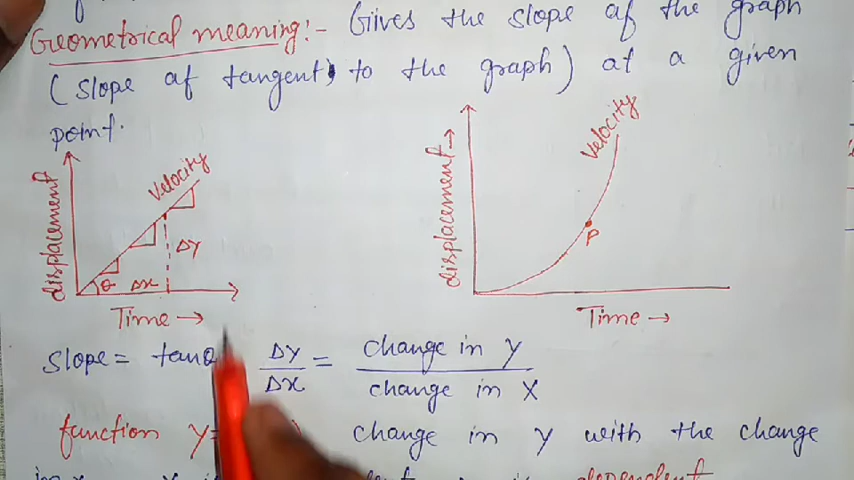 Geometrical meaning:- Gives the slope of the graph
(slope of tangent to the graph) at a given
point.
displacement
Velocity
Δy
θ
Δx
Time →
displacement →
Velocity
P
Time →
Slope = tanθ Δy/Δx = change in y / change in x
function y= change in y with the change
dependent